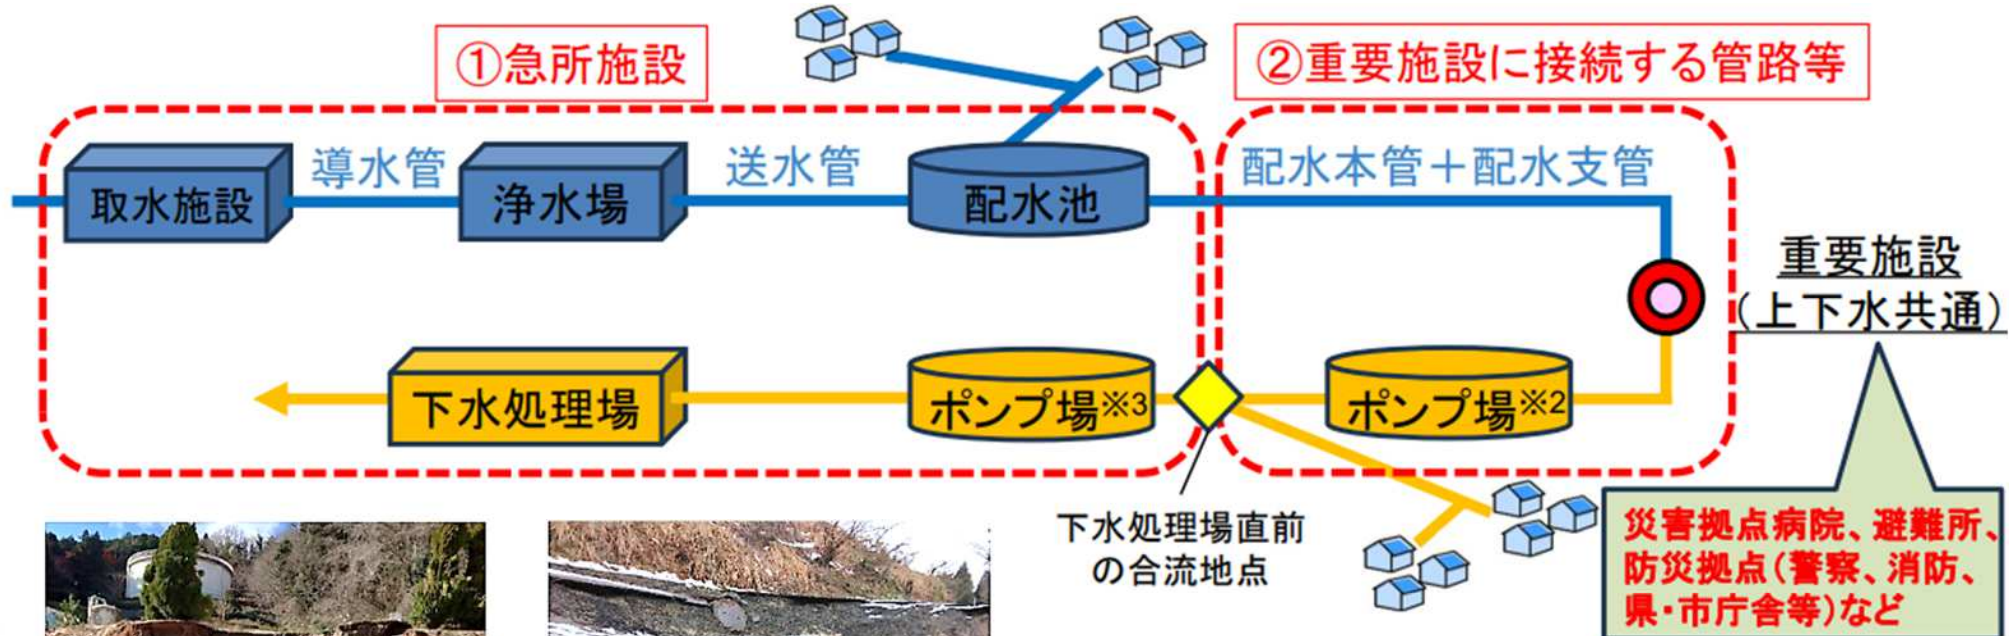 ①急所施設
②重要施設に接続する管路等
取水施設
導水管
浄水場
送水管
配水池
配水本管＋配水支管
重要施設
（上下水共通）
下水処理場
ポンプ場※3
ポンプ場※2
下水処理場直前
の合流地点
災害拠点病院、避難所、
防災拠点（警察、消防、
県・市庁舎等）など